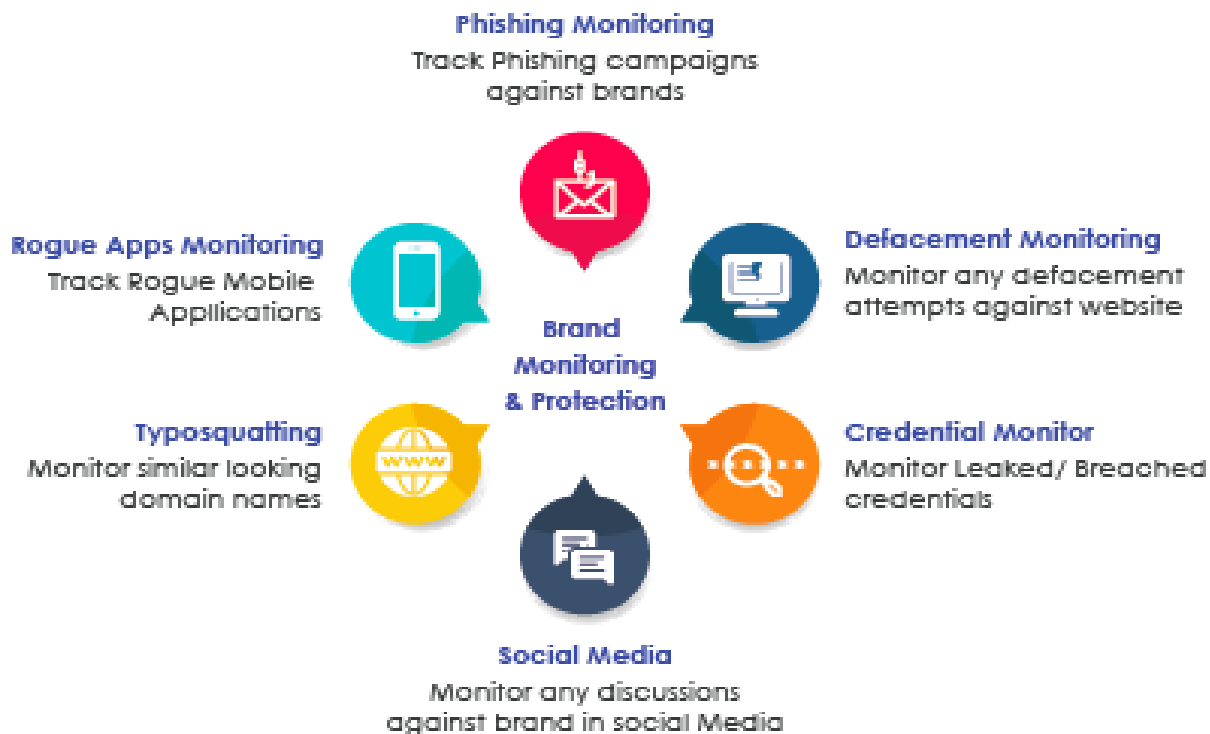 Phishing Monitoring
Track Phishing campaigns
against brands
Rogue Apps Monitoring
Track Rogue Mobile
Appllications
Defacement Monitoring
Monitor any defacement
attempts against website
Brand
Monitoring
& Protection
Typosquatting
Monitor similar looking
domain names
www
Credential Monitor
Monitor Leaked/ Breached
credentials
Social Media
Monitor any discussions
against brand in social Media